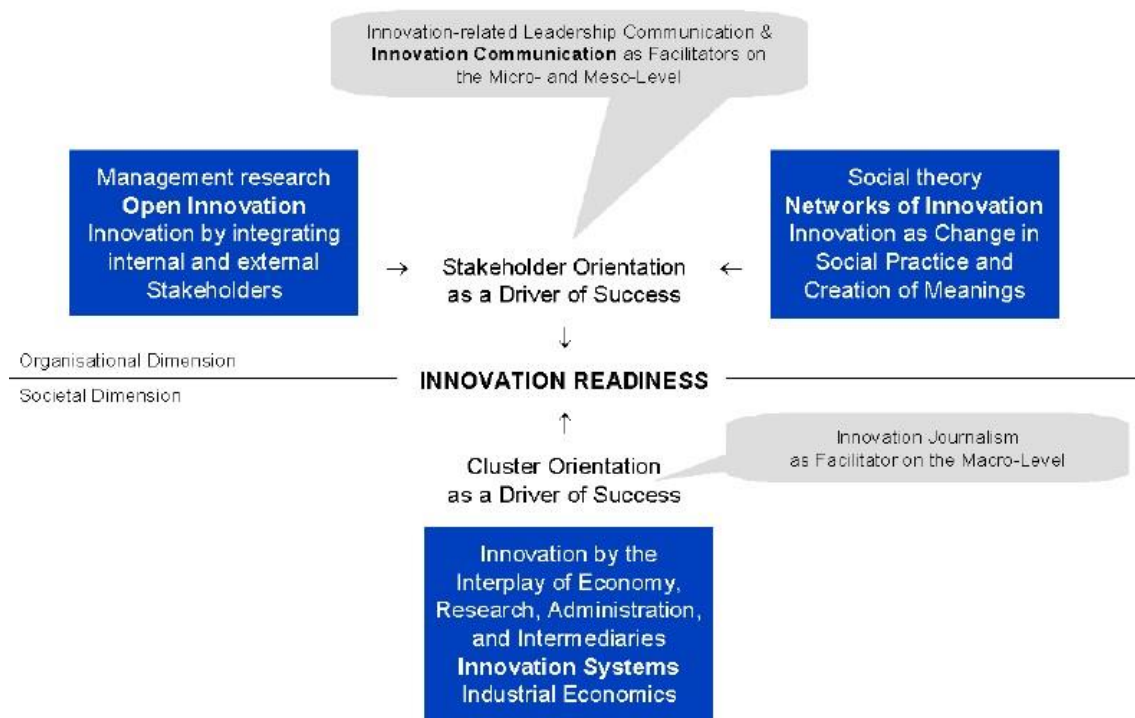 Innovation-related Leadership Communication &
Innovation Communication as Facilitators on
the Micro- and Meso-Level
Management research
Open Innovation
Innovation by integrating
internal and external
Stakeholders
→ Stakeholder Orientation ←
as a Driver of Success
Social theory
Networks of Innovation
Innovation as Change in
Social Practice and
Creation of Meanings
↓
Organisational Dimension
INNOVATION READINESS
Societal Dimension
↑
Innovation Journalism
as Facilitator on the Macro-Level
Cluster Orientation
as a Driver of Success
Innovation by the
Interplay of Economy,
Research, Administration,
and Intermediaries
Innovation Systems
Industrial Economics